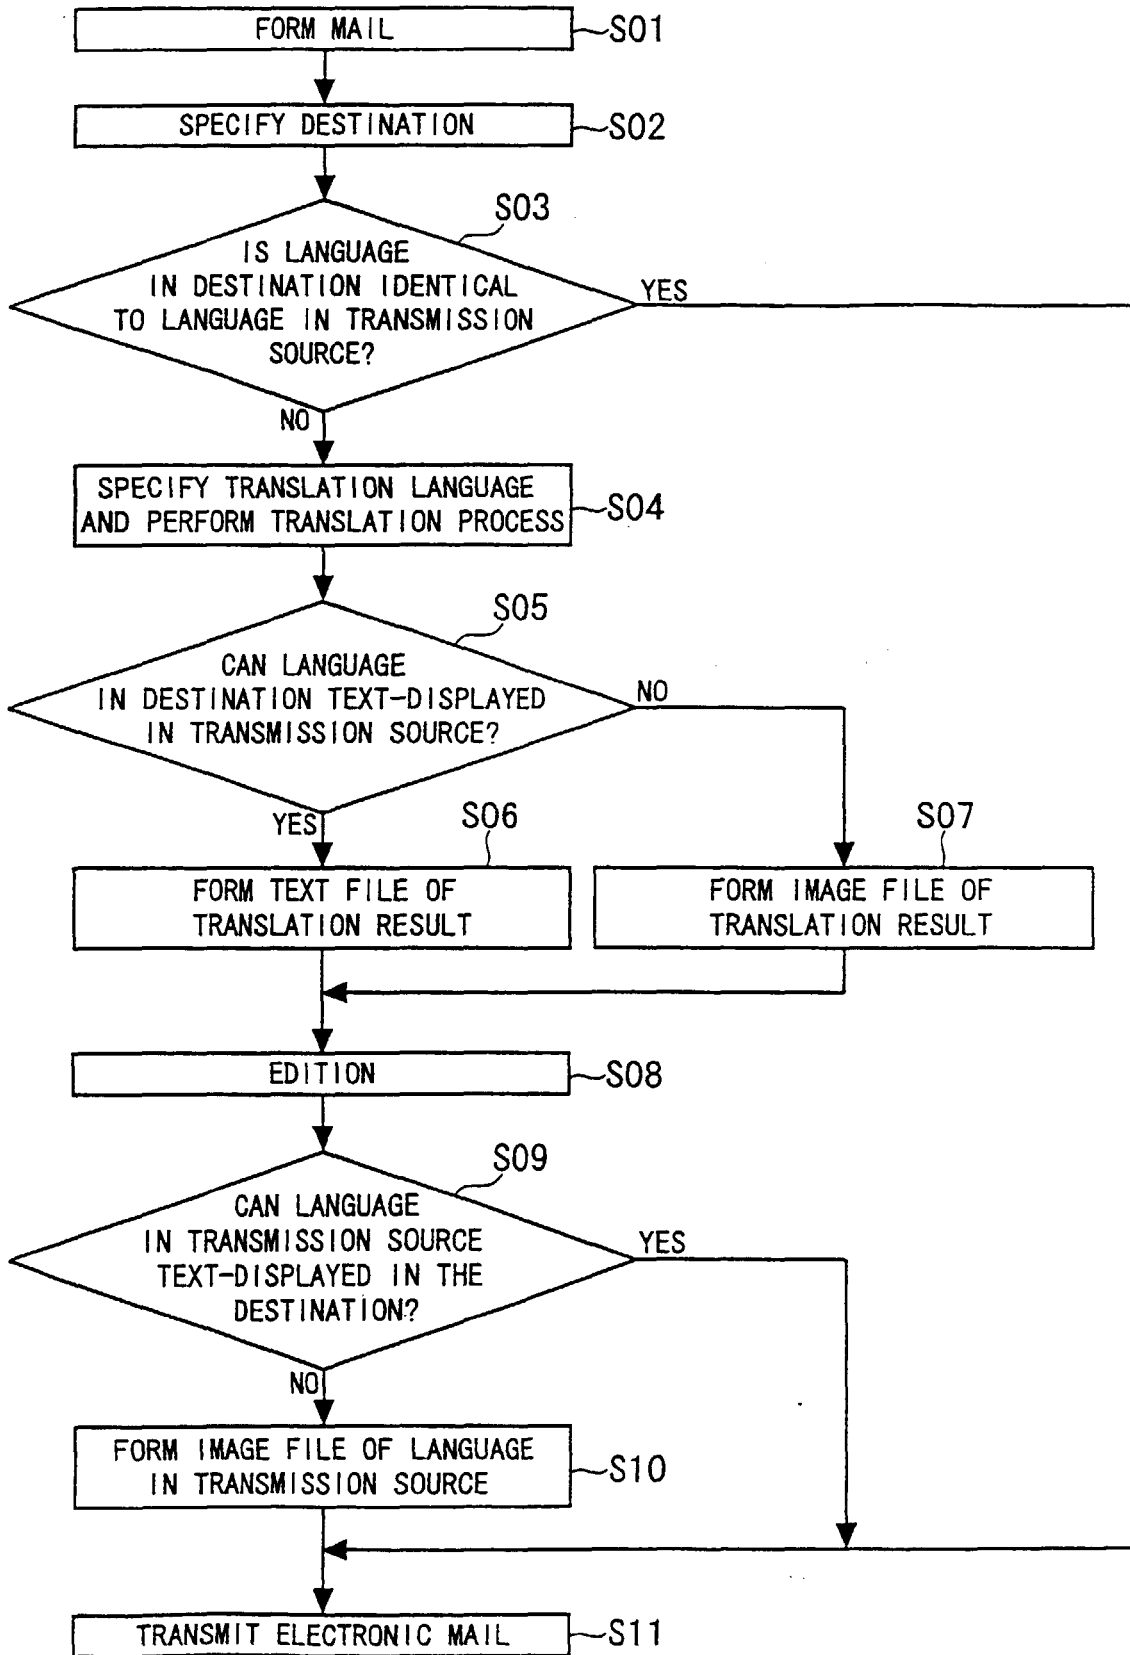 FORM MAIL
S01
SPECIFY DESTINATION
S02
S03
IS LANGUAGE
IN DESTINATION IDENTICAL
TO LANGUAGE IN TRANSMISSION
SOURCE?
YES
NO
SPECIFY TRANSLATION LANGUAGE
AND PERFORM TRANSLATION PROCESS
S04
S05
CAN LANGUAGE
IN DESTINATION TEXT-DISPLAYED
IN TRANSMISSION SOURCE?
NO
YES
S06
S07
FORM TEXT FILE OF
TRANSLATION RESULT
FORM IMAGE FILE OF
TRANSLATION RESULT
EDITION
S08
S09
CAN LANGUAGE
IN TRANSMISSION SOURCE
TEXT-DISPLAYED IN THE
DESTINATION?
YES
NO
FORM IMAGE FILE OF LANGUAGE
IN TRANSMISSION SOURCE
S10
TRANSMIT ELECTRONIC MAIL
S11